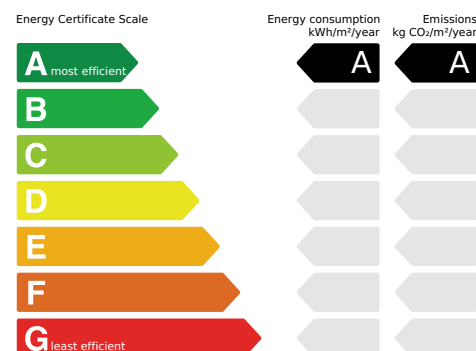 Energy Certificate Scale
Energy consumption
kWh/m²/year
Emissions
kg CO₂/m²/year
A most efficient
A
A
B
C
D
E
F
G least efficient